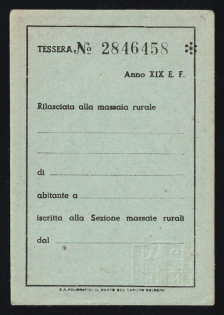 TESSERA № 2846458 *
Anno XIX E. F.
Rilasciata alla massaia rurale
di
abitante a
iscritta alla Sezione massaie rurali
dal